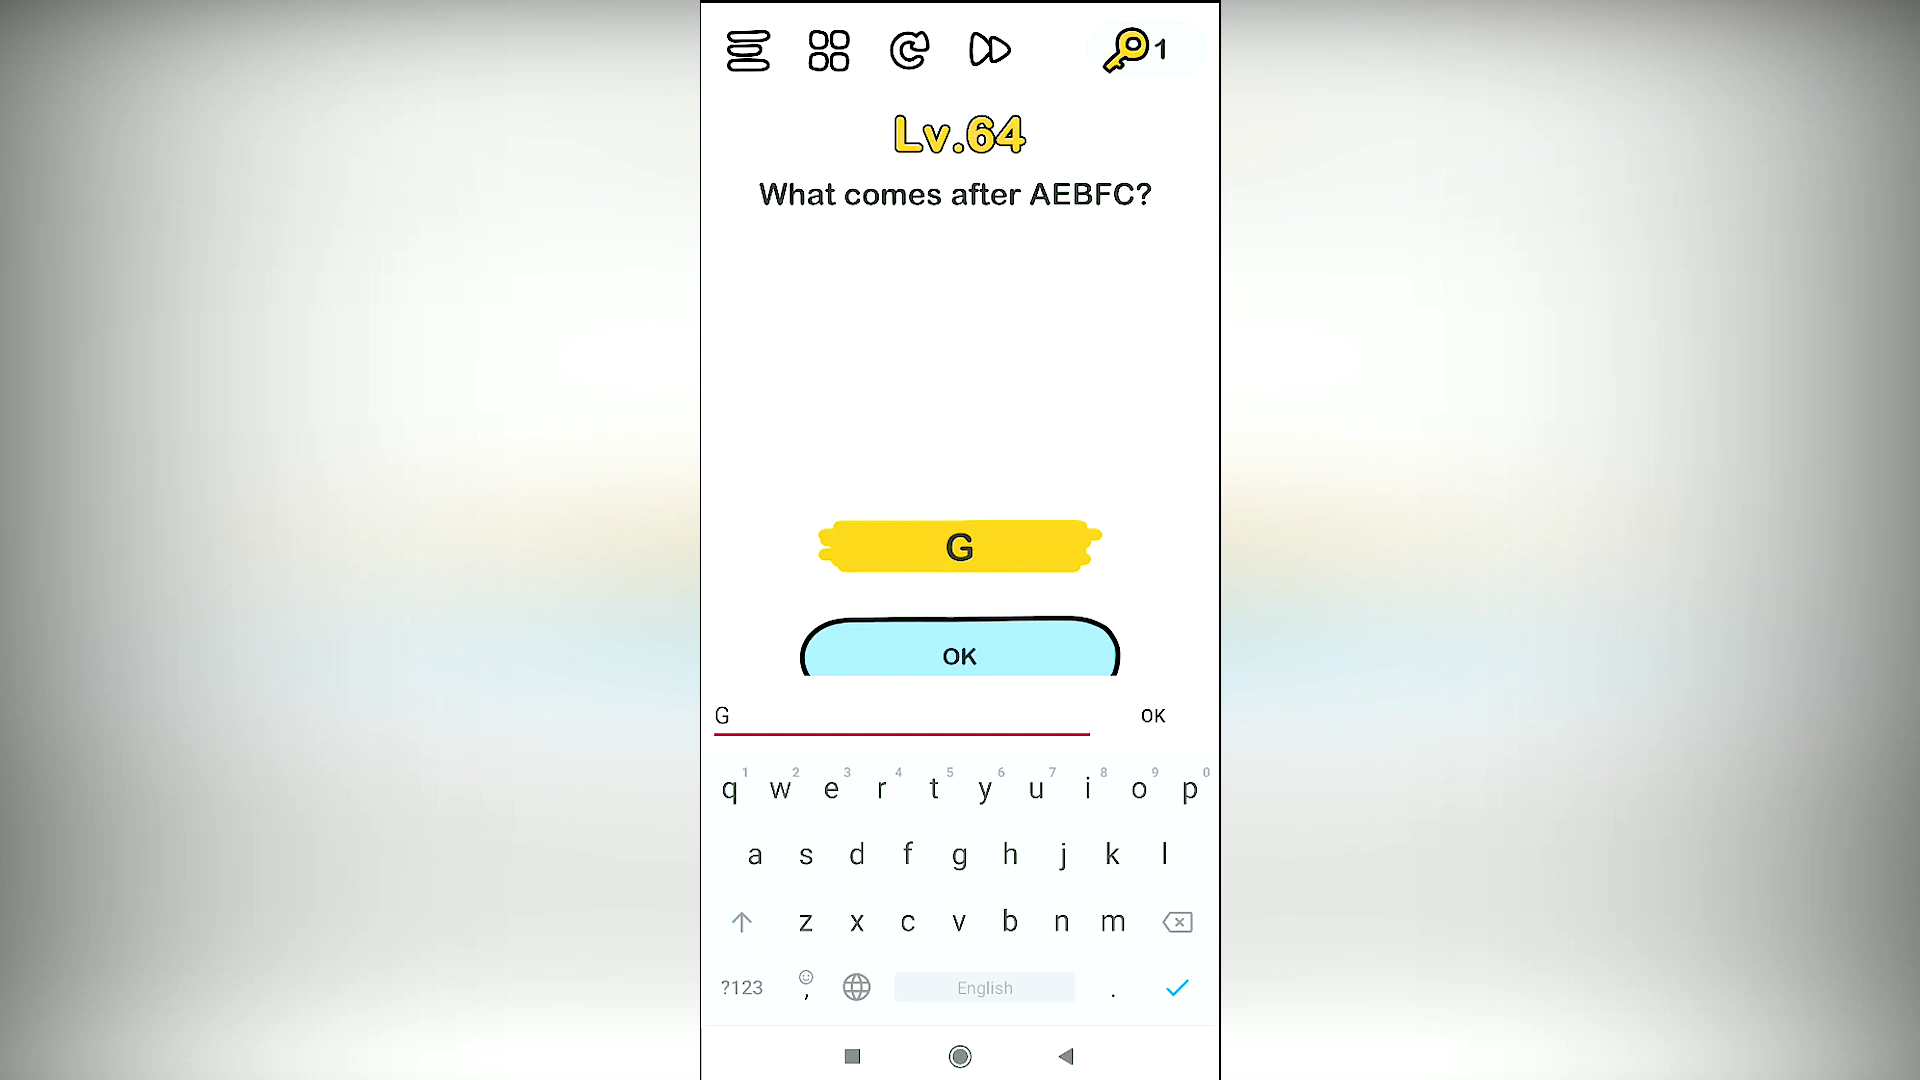 1
Lv.64
What comes after AEBFC?
G
OK
G OK
1 2 3 4 5 6 7 8 9 0
q w e r t y u i o p
a s d f g h j k l
z x c v b n m
?123 , English .